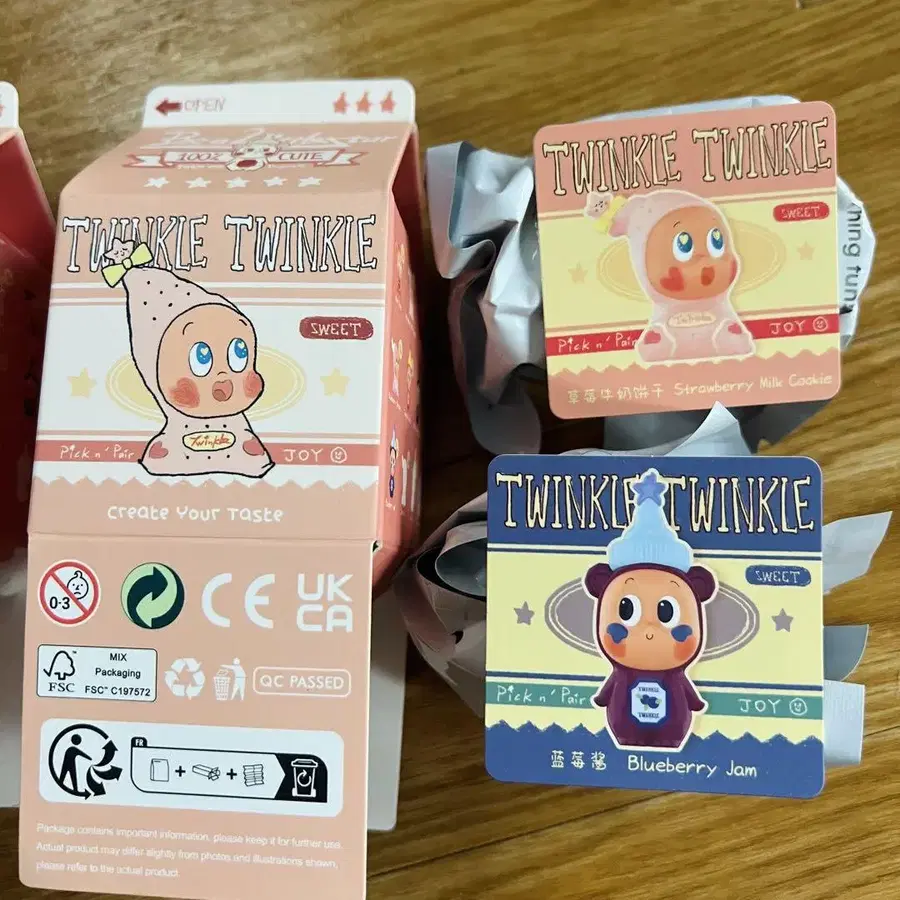 OPEN
100% CUTE
TWINKLE TWINKLE
SWEET
Twinkle
Pick n' Pair
JOY
Create Your Taste
0-3
CE
UK
CA
FSC
MIX
Packaging
FSC™ C197572
QC PASSED
FR
Package contains important information, please keep it for further use.
Actual product may differ slightly from photos and illustrations shown,
please refer to the actual product.
TWINKLE TWINKLE
SWEET
Twinkle
Pick n' Pair
JOY
草莓牛奶饼干 Strawberry Milk Cookie
TWINKLE TWINKLE
SWEET
TWINKLE
TWINKLE
Pick n' Pair
JOY
蓝莓酱 Blueberry Jam